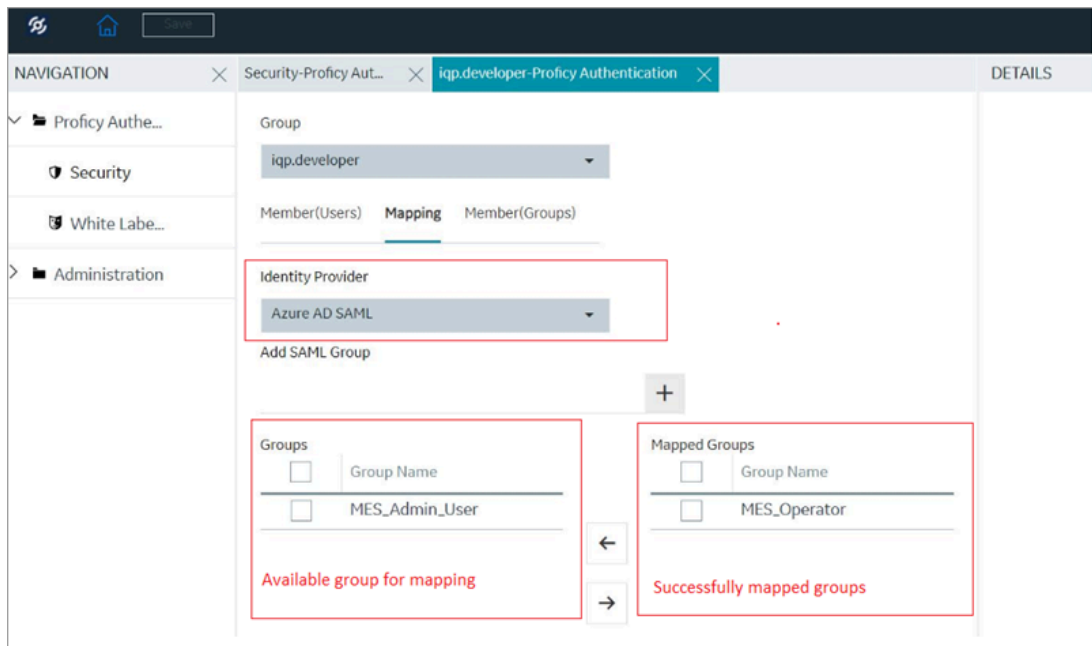 Save
NAVIGATION
Security-Proficy Aut...
iqp.developer-Proficy Authentication
DETAILS
Proficy Authe...
Security
White Labe...
Administration
Group
iqp.developer
Member(Users) Mapping Member(Groups)
Identity Provider
Azure AD SAML
Add SAML Group
Groups
Group Name
MES_Admin_User
Available group for mapping
Mapped Groups
Group Name
MES_Operator
Successfully mapped groups